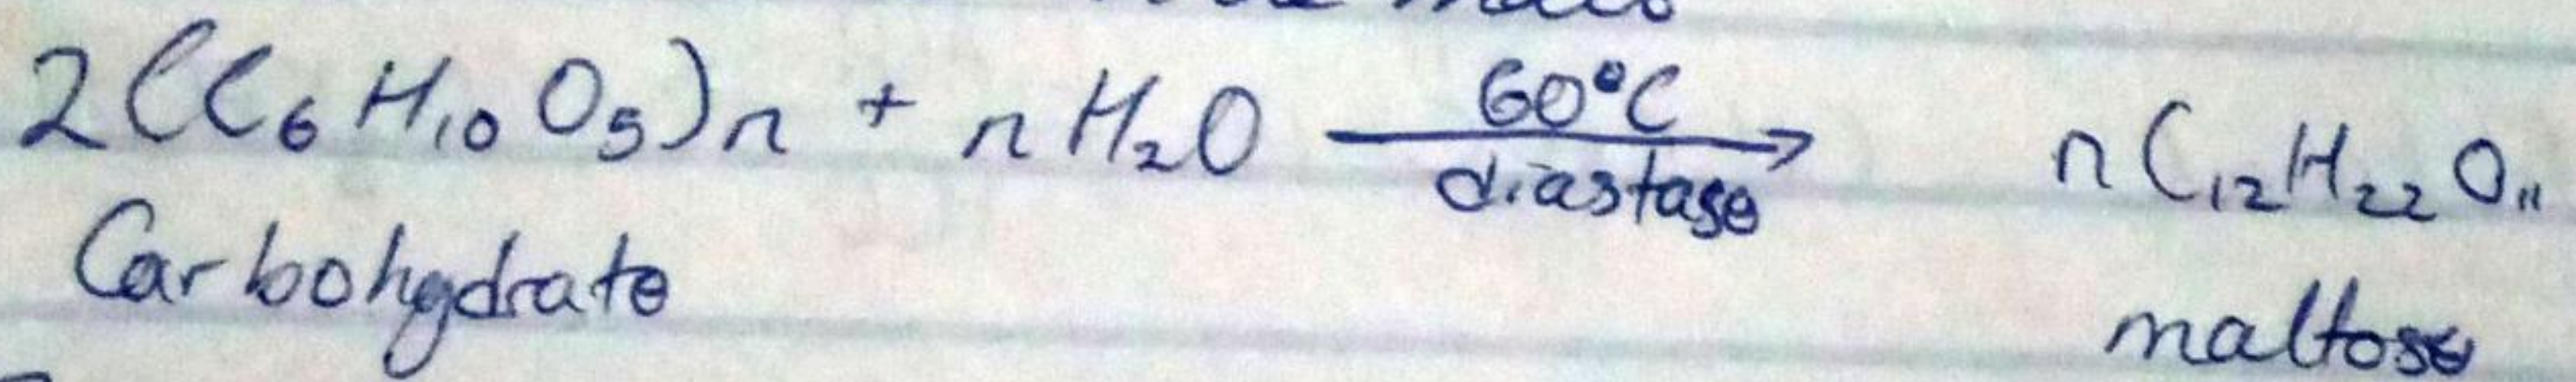 2(C₆H₁₀O₅)n + nH₂O 60°C diastase → nC₁₂H₂₂O₁₁
Carbohydrate maltose